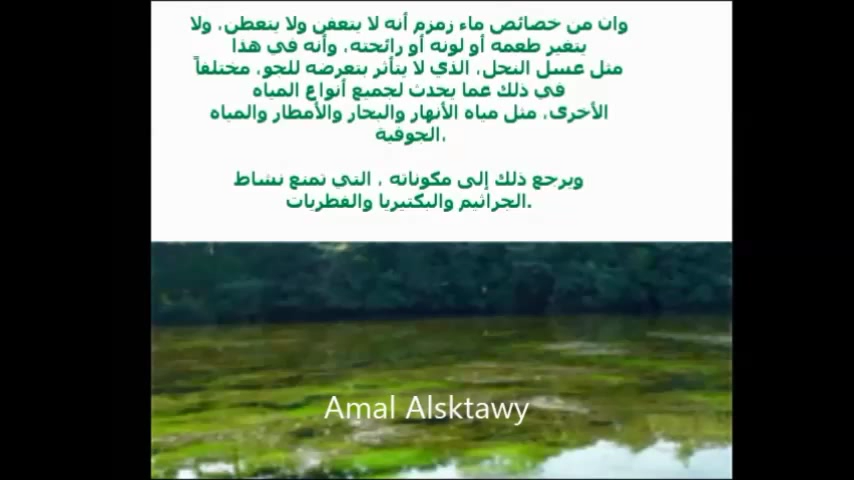 وان من خصائص ماء زمزم أنه لا يتعفن ولا يتعطن، ولا
يتغير طعمه أو لونه أو رائحته، وأنه في هذا
مثل عسل النحل، الذي لا يتأثر بتعرضه للجو، مختلفاً
في ذلك عما يحدث لجميع أنواع المياه
الأخرى، مثل مياه الأنهار والبحار والأمطار والمياه
الجوفية،
ويرجع ذلك إلى مكوناته ، التي تمنع نشاط
الجراثيم والبكتيريا والفطريات.
Amal Alsktawy